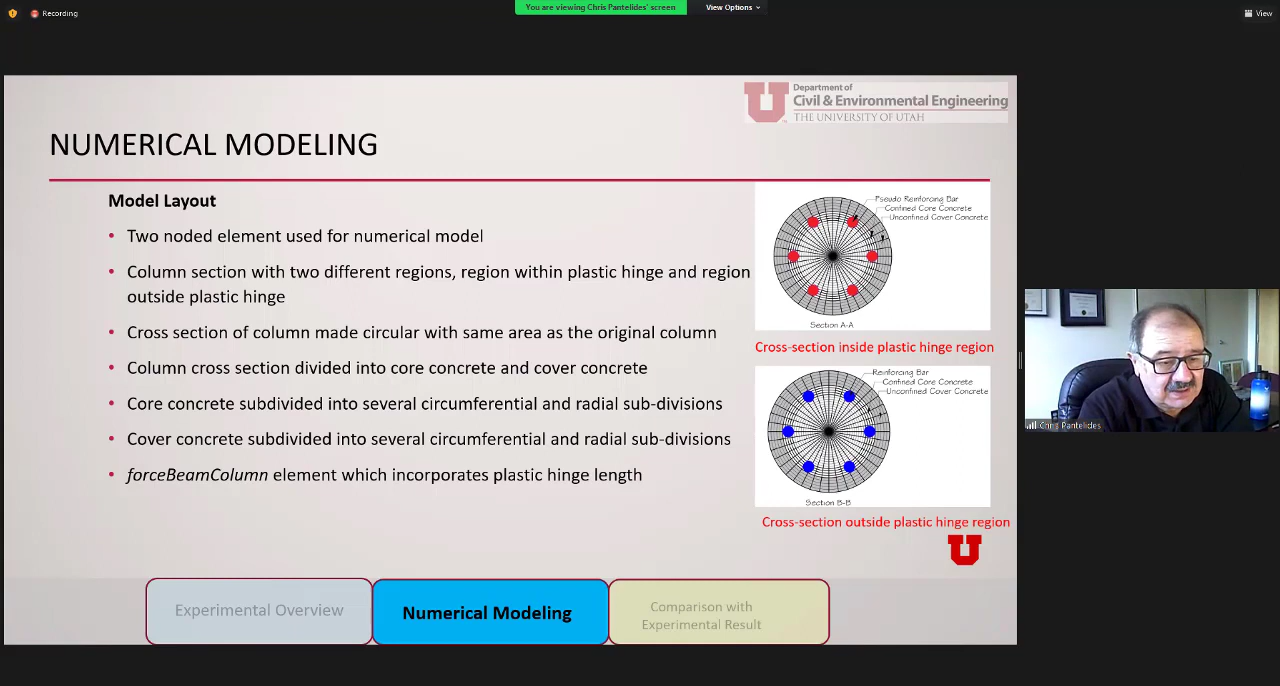 Recording
You are viewing Chris Pantelides' screen
View Options
View
Department of
Civil & Environmental Engineering
THE UNIVERSITY OF UTAH
NUMERICAL MODELING
Model Layout
• Two noded element used for numerical model
• Column section with two different regions, region within plastic hinge and region
outside plastic hinge
• Cross section of column made circular with same area as the original column
• Column cross section divided into core concrete and cover concrete
• Core concrete subdivided into several circumferential and radial sub-divisions
• Cover concrete subdivided into several circumferential and radial sub-divisions
• forceBeamColumn element which incorporates plastic hinge length
Pseudo Reinforcing Bar
Confined Core Concrete
Unconfined Cover Concrete
Section A-A
Cross-section inside plastic hinge region
Reinforcing Bar
Confined Core Concrete
Unconfined Cover Concrete
Section B-B
Cross-section outside plastic hinge region
Chris Pantelides
Experimental Overview
Numerical Modeling
Comparison with
Experimental Result